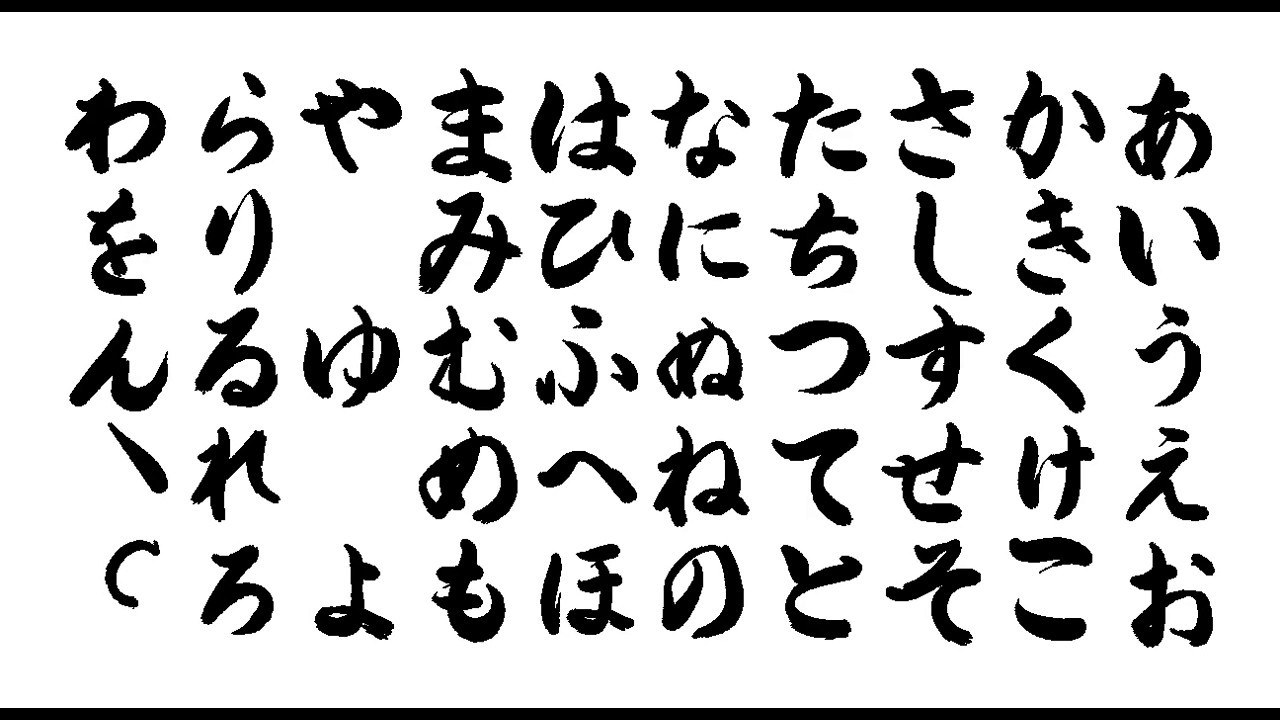 あいうえお
かきくけこ
さしすせそ
たちつてと
なにぬねの
はひふへほ
まみむめも
やゆよ
らりるれろ
わをん